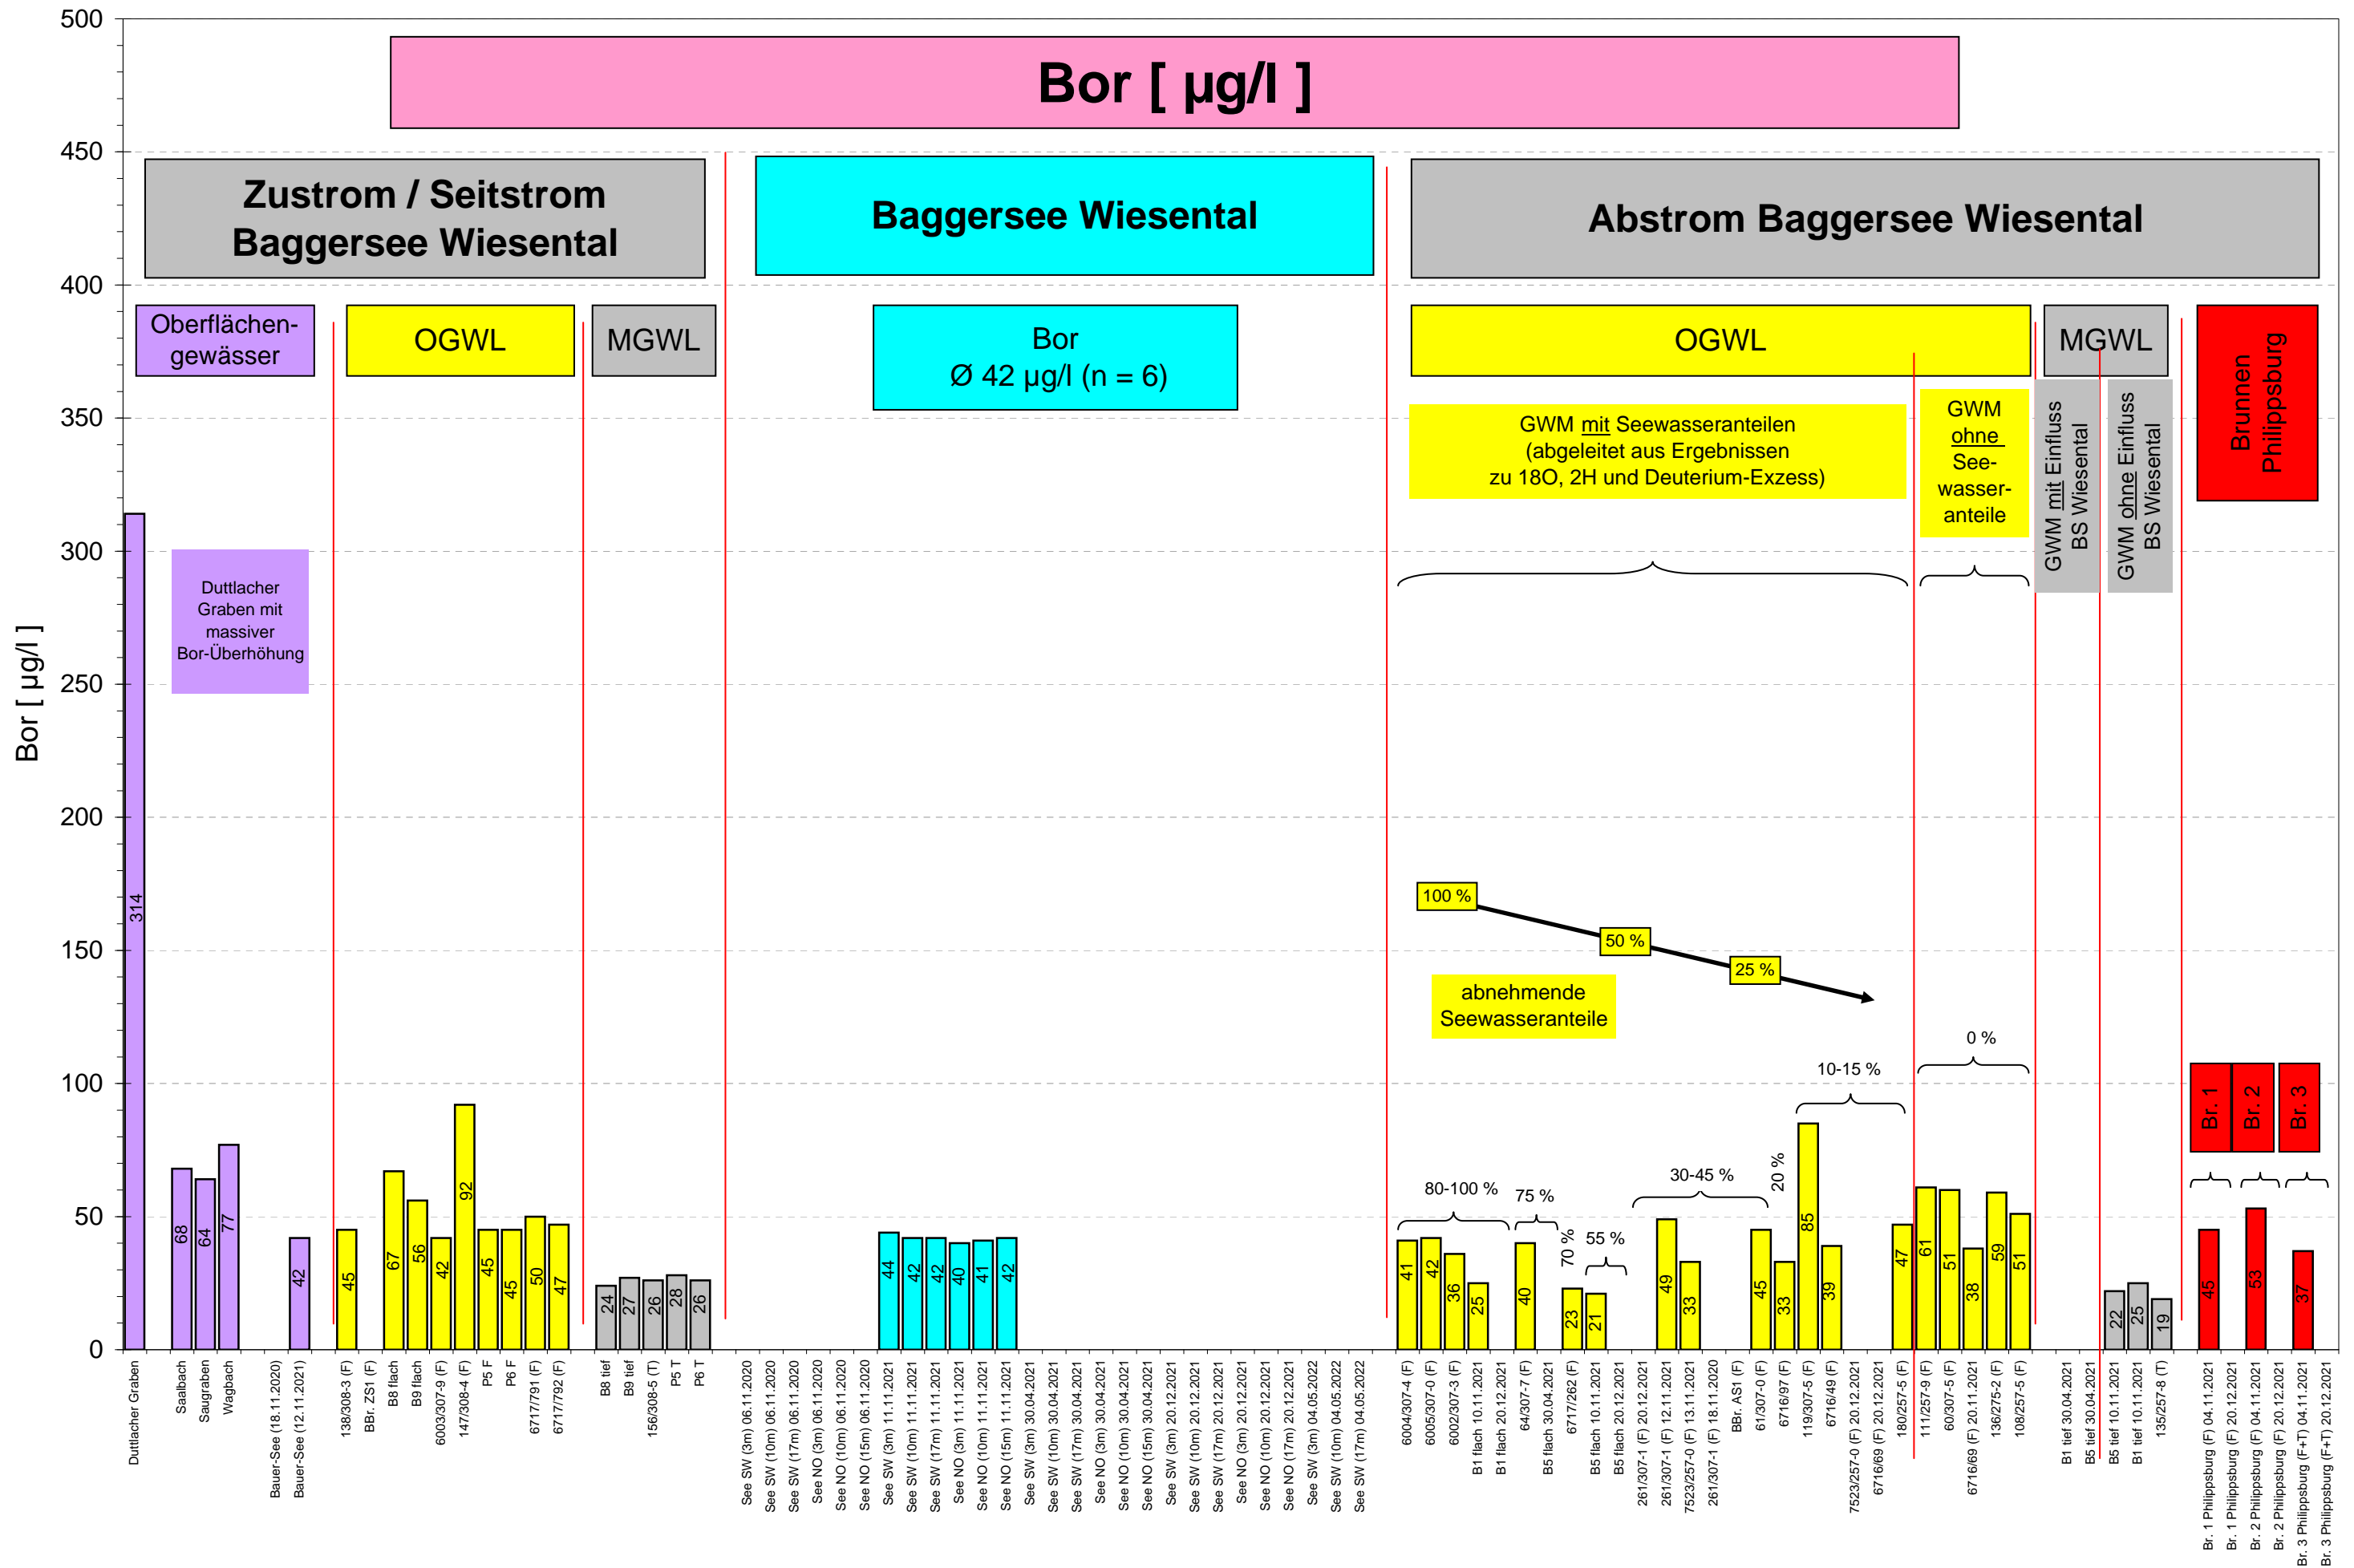 Bor [ µg/l ]
Zustrom / Seitstrom
Baggersee Wiesental
Baggersee Wiesental
Abstrom Baggersee Wiesental
Oberflächen-
gewässer
OGWL
MGWL
Bor
Ø 42 µg/l (n = 6)
OGWL
MGWL
Brunnen
Philippsburg
GWM mit Seewasseranteilen
(abgeleitet aus Ergebnissen
zu 18O, 2H und Deuterium-Exzess)
GWM
ohne
See-
wasser-
anteile
GWM mit Einfluss
BS Wiesental
GWM ohne Einfluss
BS Wiesental
Duttlacher
Graben mit
massiver
Bor-Überhöhung
Bor [ µg/l ]
500
450
400
350
300
250
200
150
100
50
0
100 %
50 %
25 %
abnehmende
Seewasseranteile
80-100 %
75 %
70 %
55 %
30-45 %
20 %
10-15 %
0 %
Br. 1
Br. 2
Br. 3
314
68
64
77
42
45
67
56
42
92
45
45
50
47
24
27
26
28
26
44
42
42
40
41
42
41
42
36
25
40
23
21
49
33
45
33
85
39
47
61
51
38
59
51
22
25
19
45
53
37
Duttlacher Graben
Saalbach
Saugraben
Wagbach
Bauer-See (18.11.2020)
Bauer-See (12.11.2021)
138/308-3 (F)
BBr. ZS1 (F)
B8 flach
B9 flach
6003/307-9 (F)
147/308-4 (F)
P5 F
P6 F
6717/791 (F)
6717/792 (F)
B8 tief
B9 tief
156/308-5 (T)
P5 T
P6 T
See SW (3m) 06.11.2020
See SW (10m) 06.11.2020
See SW (17m) 06.11.2020
See NO (3m) 06.11.2020
See NO (10m) 06.11.2020
See NO (15m) 06.11.2020
See SW (3m) 11.11.2021
See SW (10m) 11.11.2021
See SW (17m) 11.11.2021
See NO (3m) 11.11.2021
See NO (10m) 11.11.2021
See NO (15m) 11.11.2021
See SW (3m) 30.04.2021
See SW (10m) 30.04.2021
See SW (17m) 30.04.2021
See NO (3m) 30.04.2021
See NO (10m) 30.04.2021
See NO (15m) 30.04.2021
See SW (3m) 20.12.2021
See SW (10m) 20.12.2021
See SW (17m) 20.12.2021
See NO (3m) 20.12.2021
See NO (10m) 20.12.2021
See NO (17m) 20.12.2021
See SW (3m) 04.05.2022
See SW (10m) 04.05.2022
See SW (17m) 04.05.2022
6004/307-4 (F)
6005/307-0 (F)
6002/307-3 (F)
B1 flach 10.11.2021
B1 flach 20.12.2021
64/307-7 (F)
B5 flach 30.04.2021
6717/262 (F)
B5 flach 10.11.2021
B5 flach 20.12.2021
261/307-1 (F) 20.12.2021
261/307-1 (F) 12.11.2021
7523/257-0 (F) 13.11.2021
261/307-1 (F) 18.11.2020
BBr. AS1 (F)
61/307-0 (F)
6716/97 (F)
119/307-5 (F)
6716/49 (F)
7523/257-0 (F) 20.12.2021
6716/69 (F) 20.12.2021
180/257-5 (F)
111/257-9 (F)
60/307-5 (F)
6716/69 (F) 20.11.2021
136/275-2 (F)
108/257-5 (F)
B1 tief 30.04.2021
B5 tief 30.04.2021
B5 tief 10.11.2021
B1 tief 10.11.2021
135/257-8 (T)
Br. 1 Philippsburg (F) 04.11.2021
Br. 1 Philippsburg (F) 20.12.2021
Br. 2 Philippsburg (F) 04.11.2021
Br. 2 Philippsburg (F) 20.12.2021
Br. 3 Philippsburg (F+T) 04.11.2021
Br. 3 Philippsburg (F+T) 20.12.2021